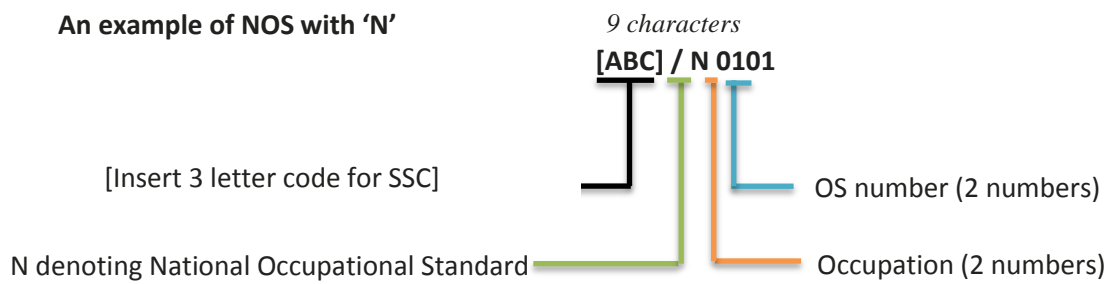 An example of NOS with ‘N’
9 characters
[ABC] / N 0101
[Insert 3 letter code for SSC]
OS number (2 numbers)
N denoting National Occupational Standard
Occupation (2 numbers)